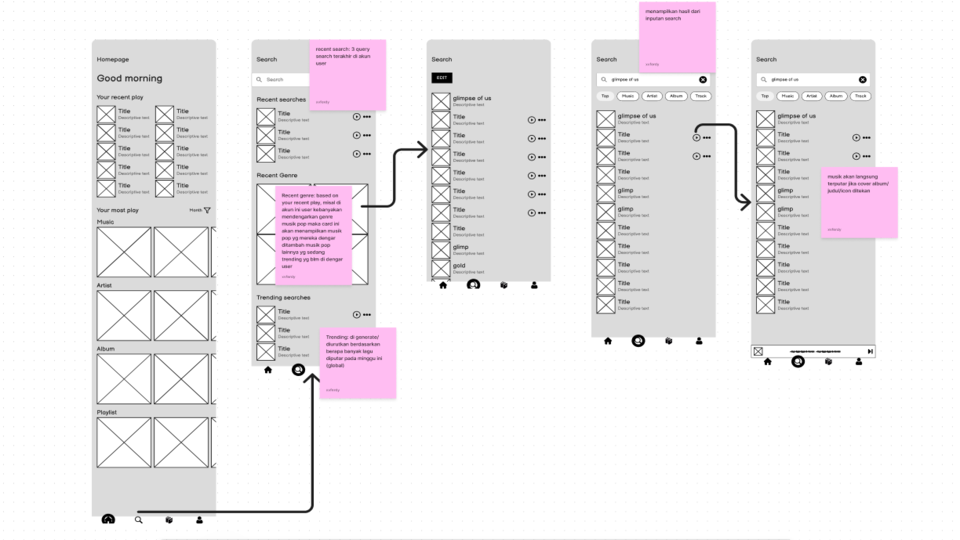 Homepage
Good morning
Your recent play
Title
Descriptive text
Title
Descriptive text
Title
Descriptive text
Title
Descriptive text
Title
Descriptive text
Title
Descriptive text
Title
Descriptive text
Title
Descriptive text
Title
Descriptive text
Title
Descriptive text
Your most play
Music
Artist
Album
Playlist
Search
Search
recent search: 3 query
search terakhir di akun
user
Recent searches
Title
Descriptive text
Title
Descriptive text
Title
Descriptive text
Recent Genre
Recent genre: based on
your recent play, misal di
akun ini user kebanyakan
mendengarkan genre
musik pop maka card ini
akan menampilkan musik
pop yg mereka dengar
ditambah musik pop
lainnya yg sedang
trending yg blm di dengar
user
Trending searches
Title
Descriptive text
Title
Descriptive text
Title
Descriptive text
Trending: di generate/
diurutkan berdasarkan
berapa banyak lagu
diputar pada minggu ini
(global)
Search
EDIT
glimpse of us
Descriptive text
Title
Descriptive text
Title
Descriptive text
Title
Descriptive text
Title
Descriptive text
Title
Descriptive text
Title
Descriptive text
Title
Descriptive text
glimp
Descriptive text
gold
Descriptive text
menampilkan hasil dari
inputan search
Search
glimpse of us
Top
Music
Artist
Album
Track
glimpse of us
Descriptive text
Title
Descriptive text
Title
Descriptive text
Title
Descriptive text
glimp
Descriptive text
glimp
Descriptive text
Title
Descriptive text
Title
Descriptive text
Title
Descriptive text
Title
Descriptive text
Title
Descriptive text
Search
glimpse of us
Top
Music
Artist
Album
Track
glimpse of us
Descriptive text
Title
Descriptive text
Title
Descriptive text
Title
Descriptive text
glimp
Descriptive text
glimp
Descriptive text
Title
Descriptive text
Title
Descriptive text
Title
Descriptive text
Title
Descriptive text
Title
Descriptive text
musik akan langsung
terputar jika cover album/
judul/icon ditekan